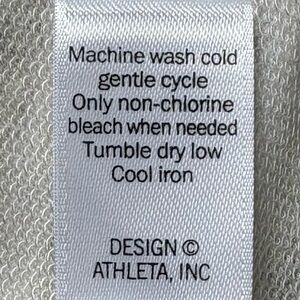 Machine wash cold
gentle cycle
Only non-chlorine
bleach when needed
Tumble dry low
Cool iron
DESIGN ©
ATHLETA, INC